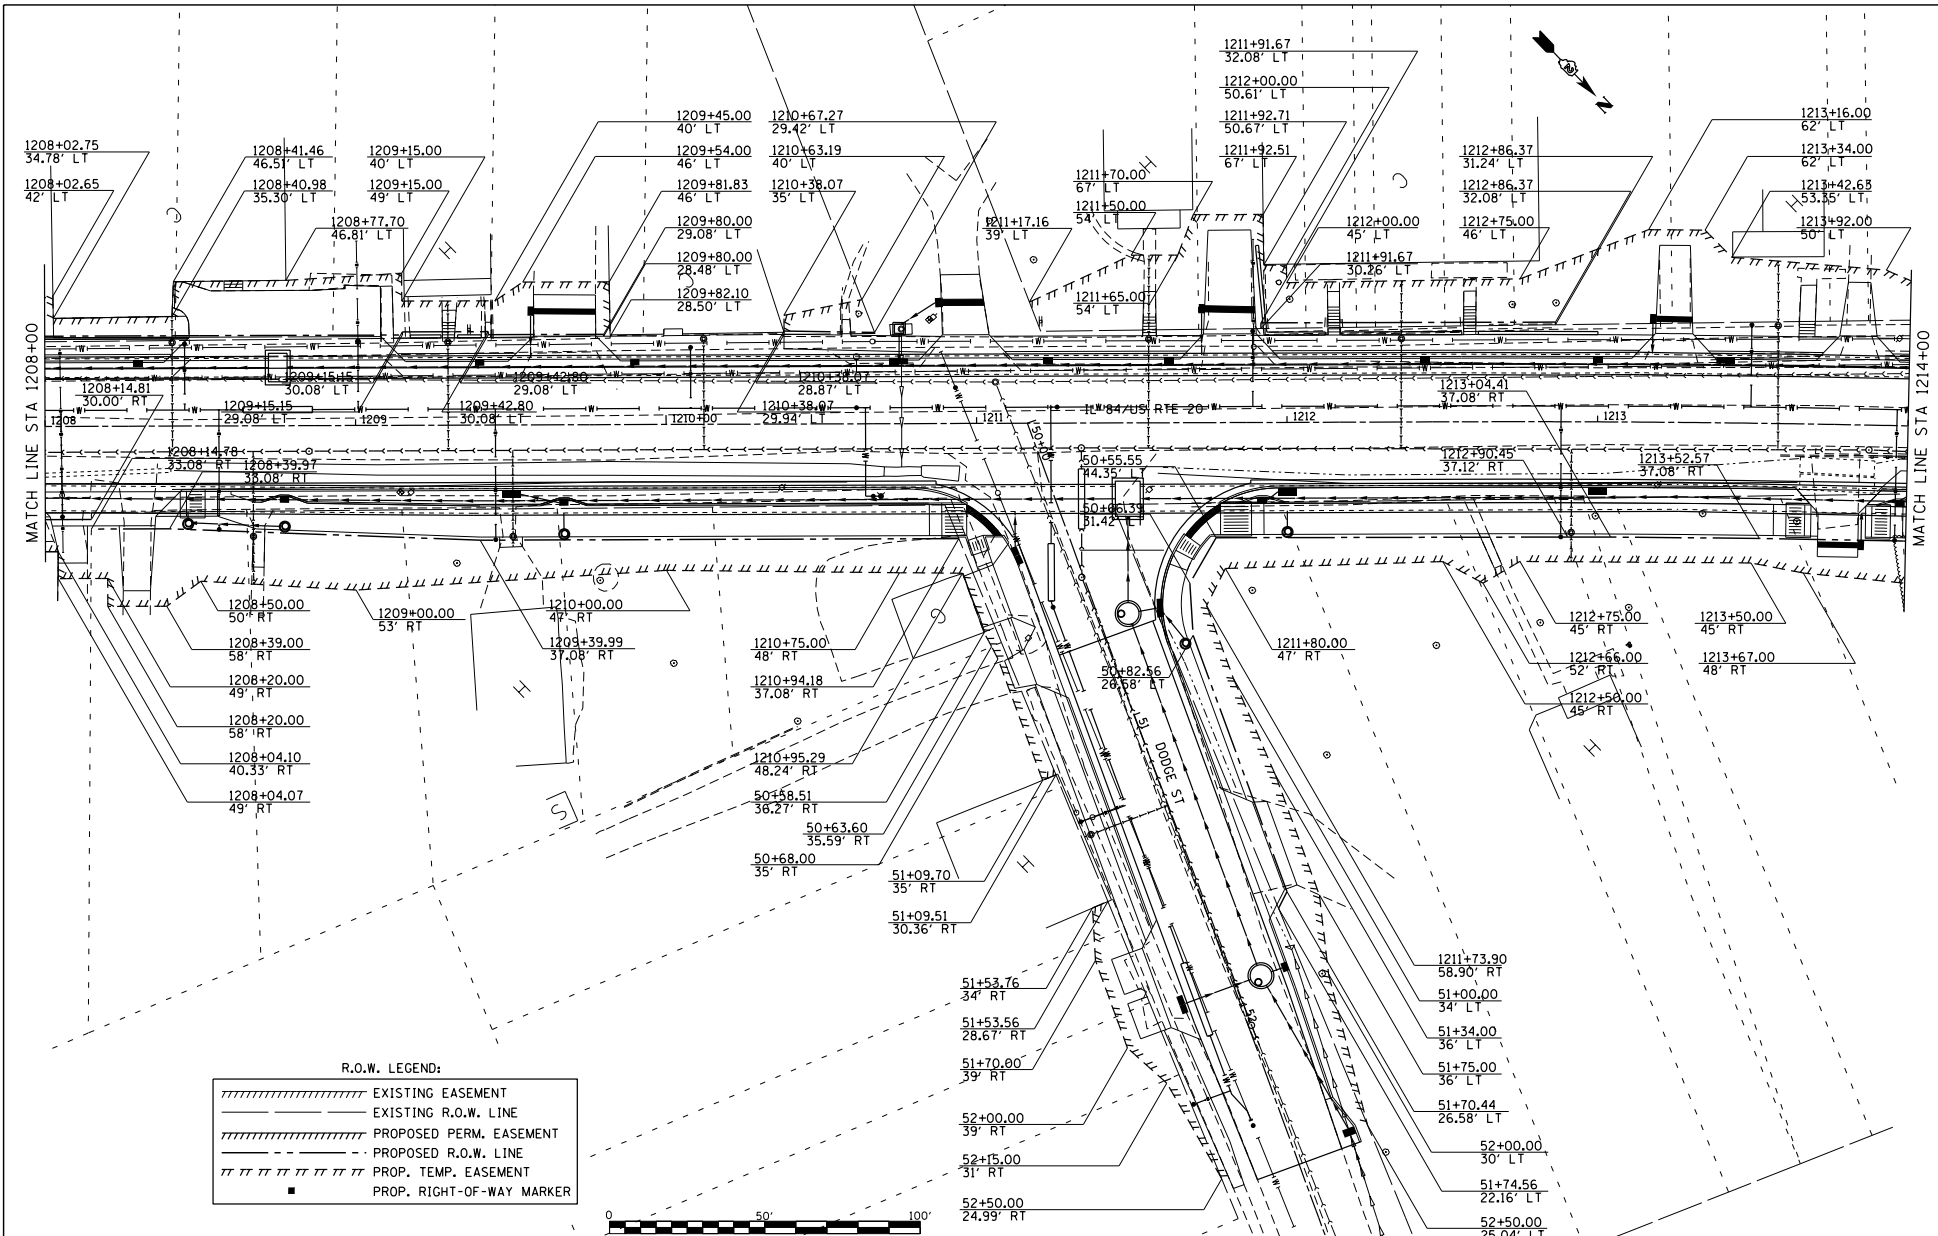 1208+02.75
34.78' LT
1208+02.65
42' LT
1208+41.46
46.51' LT
1208+40.98
35.30' LT
1208+77.70
46.81' LT
1209+15.00
40' LT
1209+15.00
49' LT
1209+45.00
40' LT
1209+54.00
46' LT
1209+81.83
46' LT
1209+80.00
29.08' LT
1209+80.00
28.48' LT
1209+82.10
28.50' LT
1210+67.27
29.42' LT
1210+63.19
40' LT
1210+38.07
35' LT
1211+17.16
39' LT
1211+70.00
67' LT
1211+50.00
54' LT
1211+65.00
54' LT
1211+91.67
32.08' LT
1212+00.00
50.61' LT
1211+92.71
50.67' LT
1211+92.51
67' LT
1212+00.00
45' LT
1211+91.67
30.26' LT
1212+86.37
31.24' LT
1212+86.37
32.08' LT
1212+75.00
46' LT
1213+16.00
62' LT
1213+34.00
62' LT
1213+42.63
53.35' LT
1213+92.00
50' LT
N
H
H
H
MATCH LINE STA 1208+00
MATCH LINE STA 1214+00
1208+14.81
30.00' RT
1209+15.15
30.08' LT
1209+15.15
29.08' LT
1209+42.80
29.08' LT
1209+42.80
30.08' LT
1210+38.07
28.87' LT
1210+38.07
29.94' LT
1213+04.41
37.08' RT
1208
1209
1210+00
1211
IL 84/US RTE 20
1212
1213
50+00
1208+14.78
33.08' RT
1208+39.97
33.08' RT
50+55.55
44.35' LT
50+66.39
31.42' LT
1212+90.45
37.12' RT
1213+52.57
37.08' RT
1208+50.00
50' RT
1209+00.00
53' RT
1210+00.00
47' RT
1208+39.00
58' RT
1209+39.99
37.08' RT
1208+20.00
49' RT
1208+20.00
58' RT
1208+04.10
40.33' RT
1208+04.07
49' RT
1210+75.00
48' RT
1210+94.18
37.08' RT
1210+95.29
48.24' RT
50+58.51
36.27' RT
50+63.60
35.59' RT
50+68.00
35' RT
51+09.70
35' RT
51+09.51
30.36' RT
51+53.76
34' RT
51+53.56
28.67' RT
51+70.00
39' RT
52+00.00
39' RT
52+15.00
31' RT
52+50.00
24.99' RT
50+82.56
26.58' LT
51
DODGE ST
52
1211+80.00
47' RT
1212+75.00
45' RT
1213+50.00
45' RT
1212+66.00
52' RT
1213+67.00
48' RT
1212+50.00
45' RT
H
S
H
H
1211+73.90
58.90' RT
51+00.00
34' LT
51+34.00
36' LT
51+75.00
36' LT
51+70.44
26.58' LT
52+00.00
30' LT
51+74.56
22.16' LT
52+50.00
25.04' LT
R.O.W. LEGEND:
EXISTING EASEMENT
EXISTING R.O.W. LINE
PROPOSED PERM. EASEMENT
PROPOSED R.O.W. LINE
PROP. TEMP. EASEMENT
PROP. RIGHT-OF-WAY MARKER
0 50' 100'